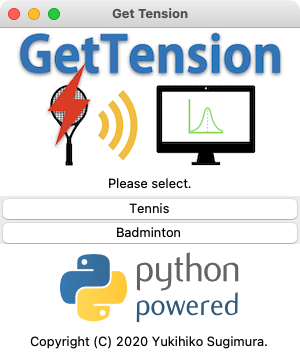 Get Tension
GetTension
Please select.
Tennis
Badminton
python
powered
Copyright (C) 2020 Yukihiko Sugimura.